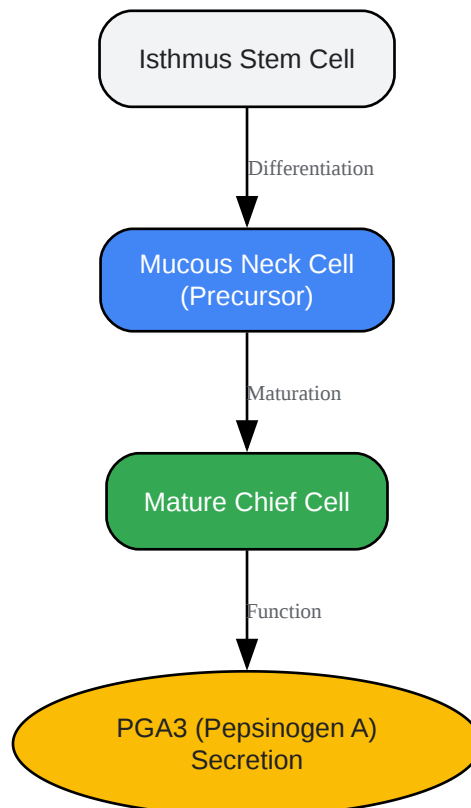 Isthmus Stem Cell
Differentiation
Mucous Neck Cell
(Precursor)
Maturation
Mature Chief Cell
Function
PGA3 (Pepsinogen A)
Secretion